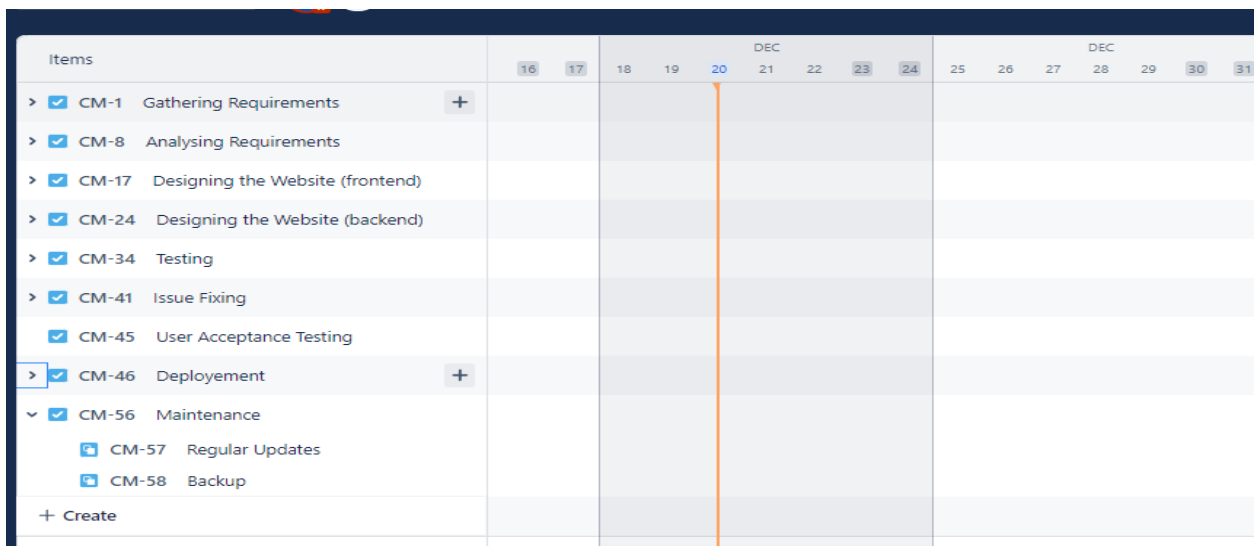 Items
DEC
DEC
16 17 18 19 20 21 22 23 24 25 26 27 28 29 30 31
CM-1 Gathering Requirements +
CM-8 Analysing Requirements
CM-17 Designing the Website (frontend)
CM-24 Designing the Website (backend)
CM-34 Testing
CM-41 Issue Fixing
CM-45 User Acceptance Testing
CM-46 Deployement +
CM-56 Maintenance
CM-57 Regular Updates
CM-58 Backup
+ Create